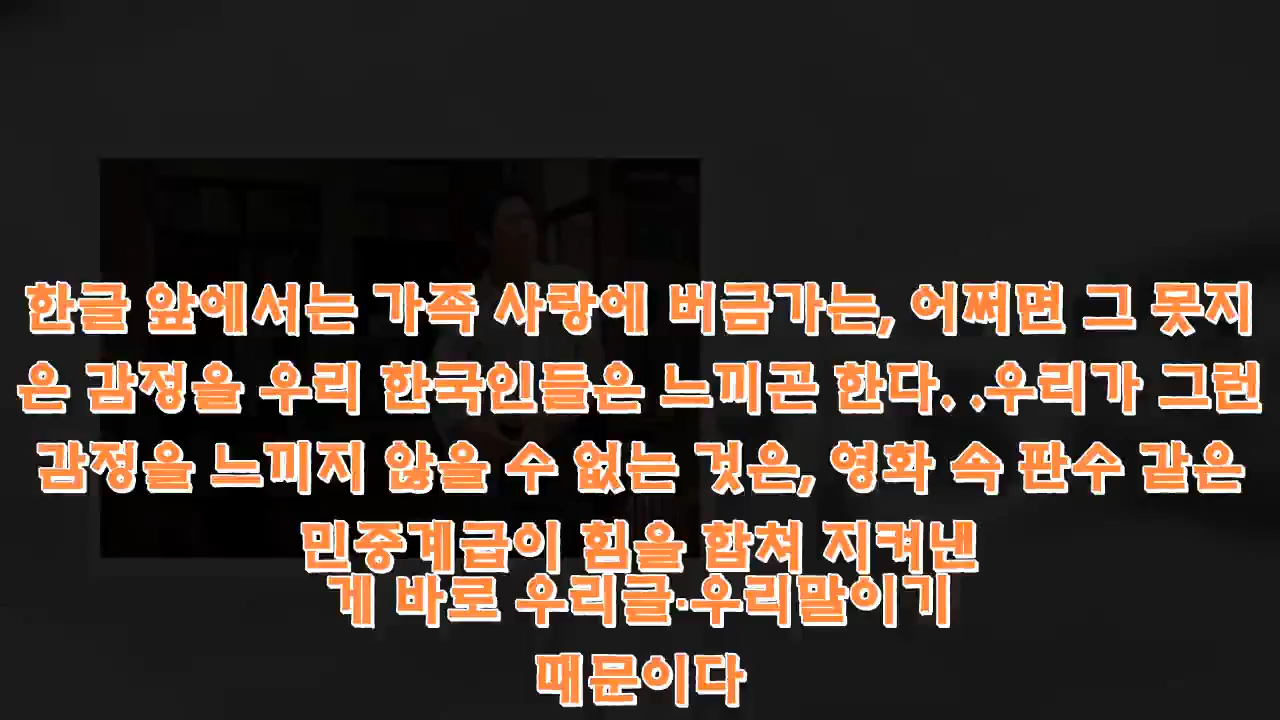 한글 앞에서는 가족 사랑에 버금가는, 어쩌면 그 못지
은 감정을 우리 한국인들은 느끼곤 한다. .우리가 그런
감정을 느끼지 않을 수 없는 것은, 영화 속 판수 같은
민중계급이 힘을 합쳐 지켜낸
게 바로 우리글·우리말이기
때문이다